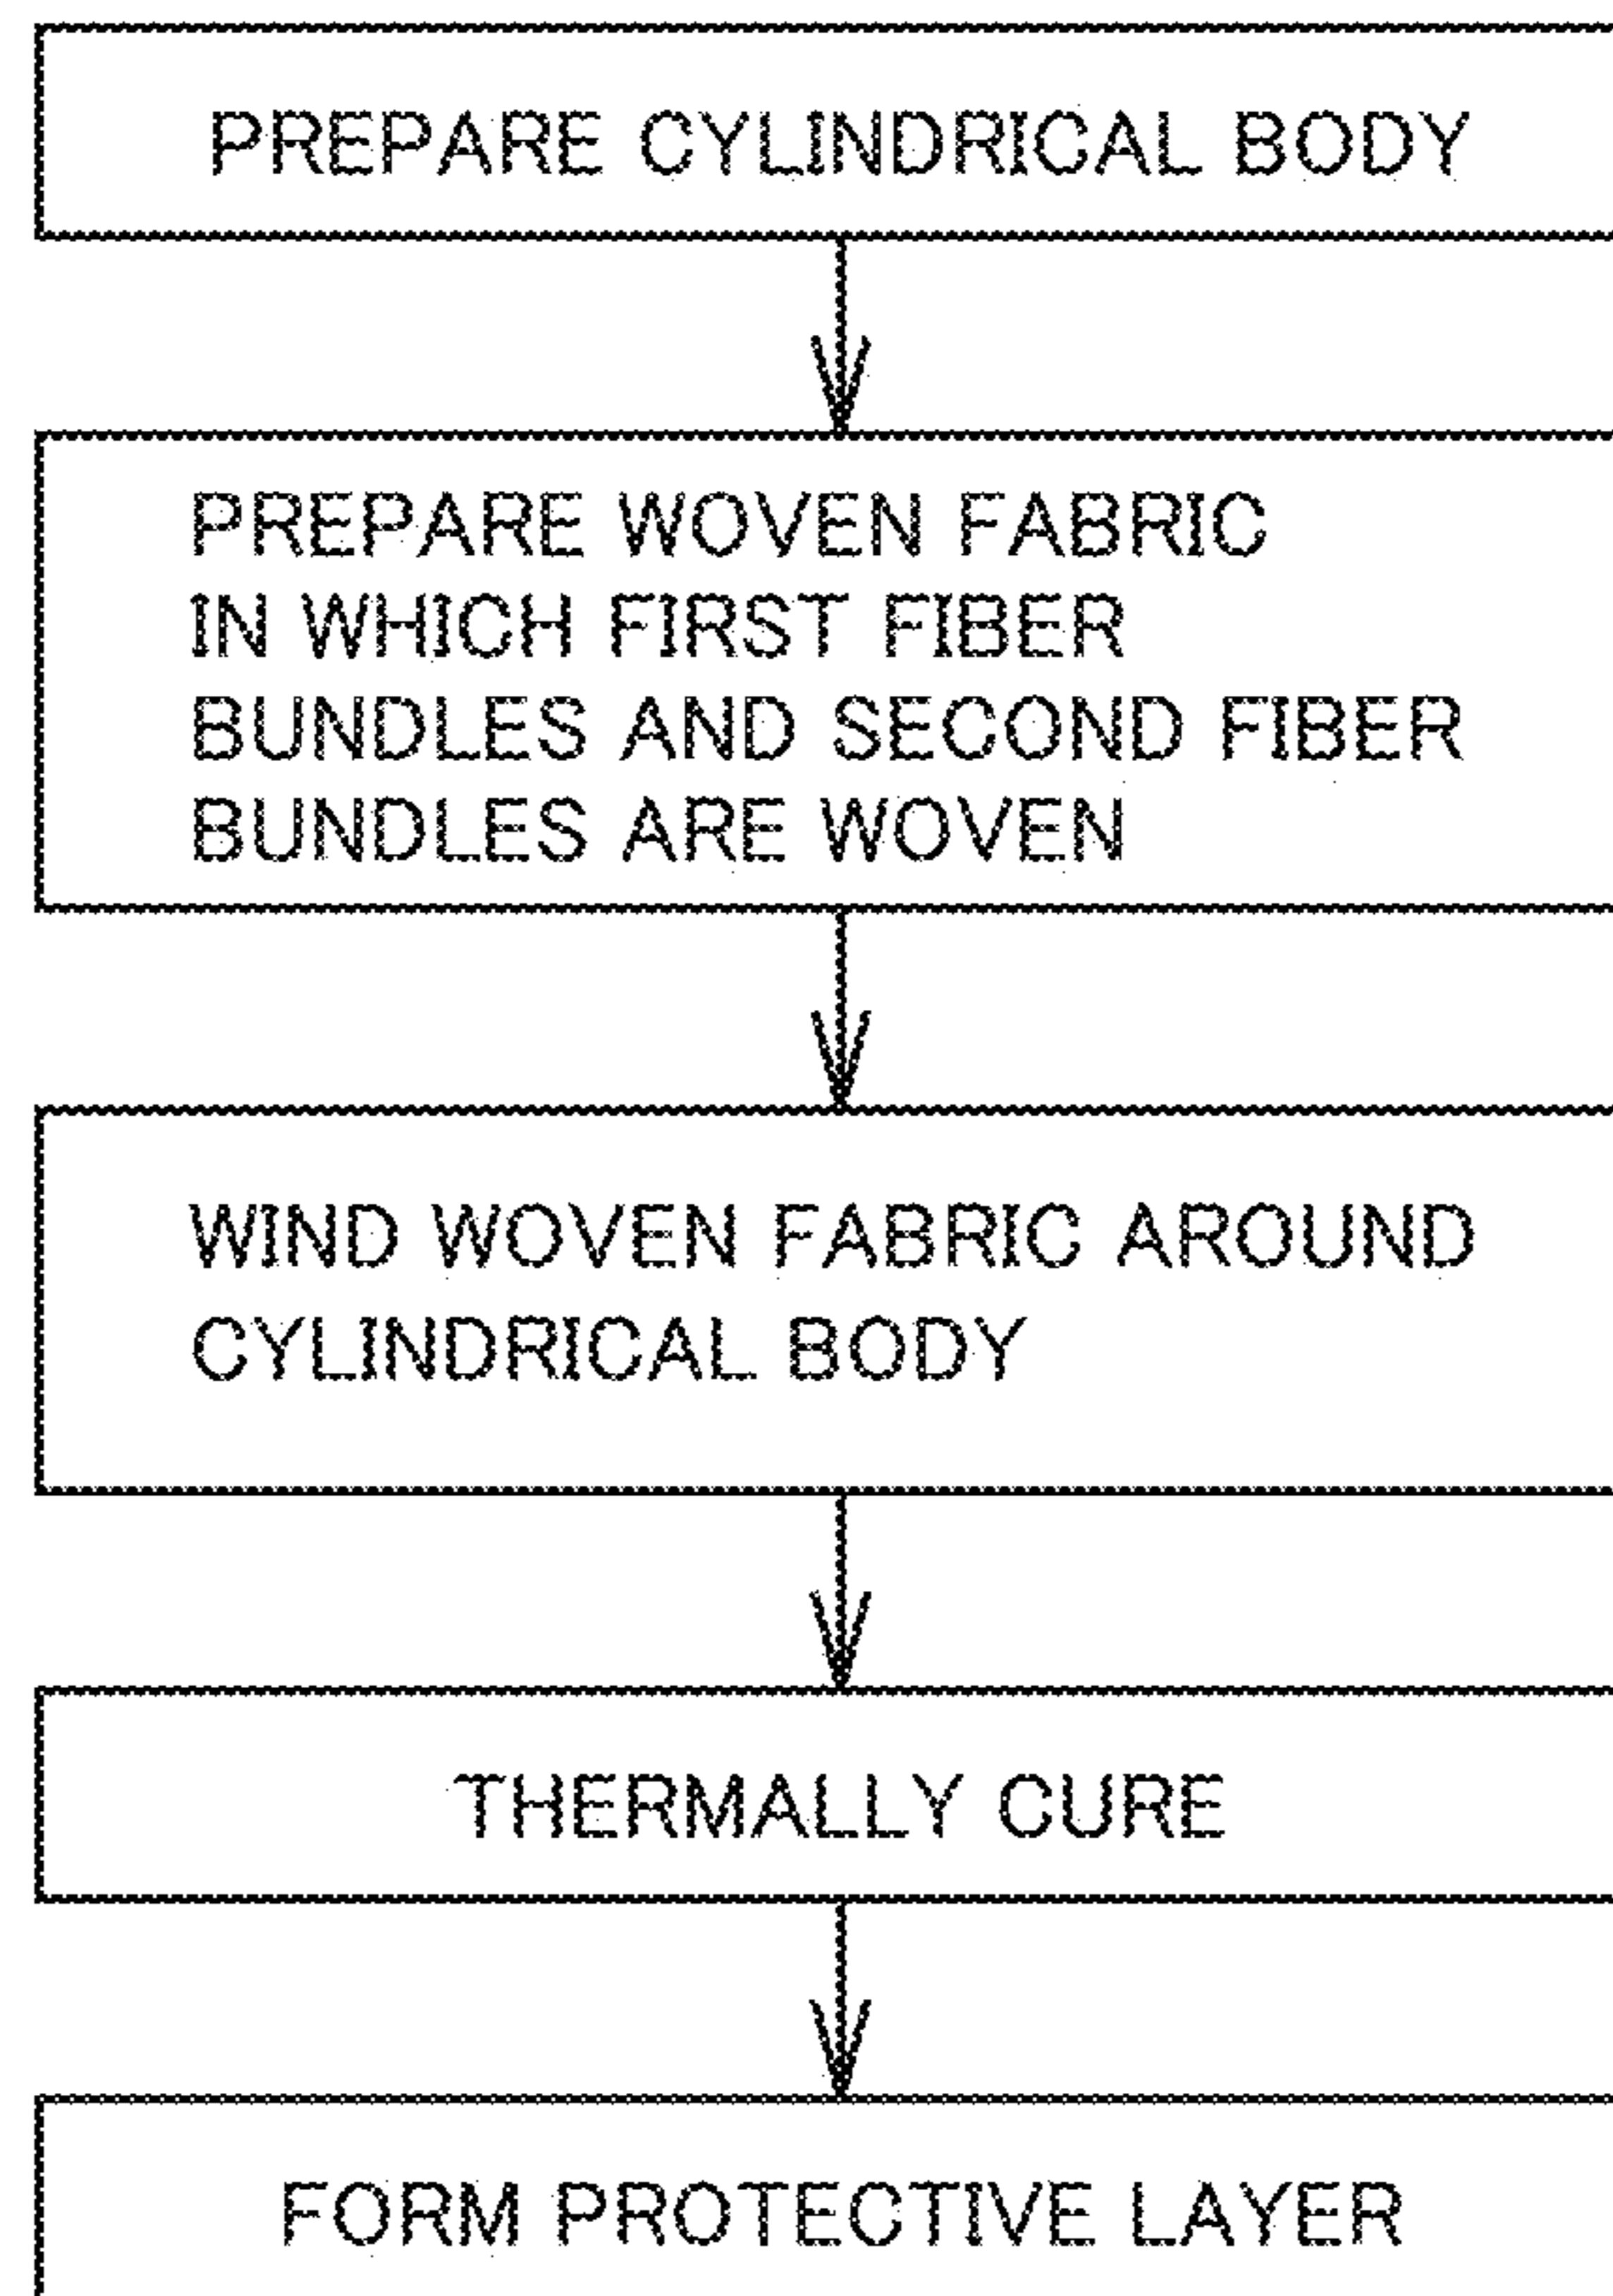 PREPARE CYLINDRICAL BODY
PREPARE WOVEN FABRIC
IN WHICH FIRST FIBER
BUNDLES AND SECOND FIBER
BUNDLES ARE WOVEN
WIND WOVEN FABRIC AROUND
CYLINDRICAL BODY
THERMALLY CURE
FORM PROTECTIVE LAYER